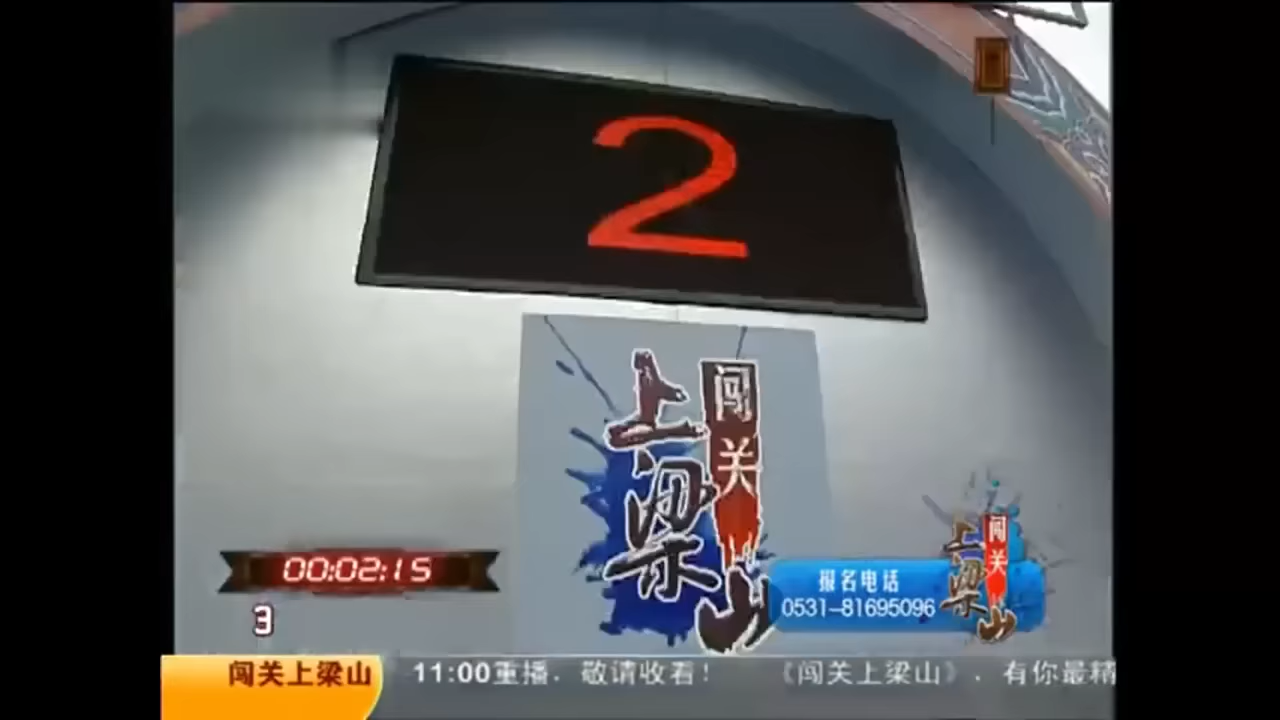 2
闯关
上梁山
00:02:15
3
报名电话
0531-81695096
闯关
上梁山
闯关上梁山
11:00重播．敬请收看！ 《闯关上梁山》．有你最精